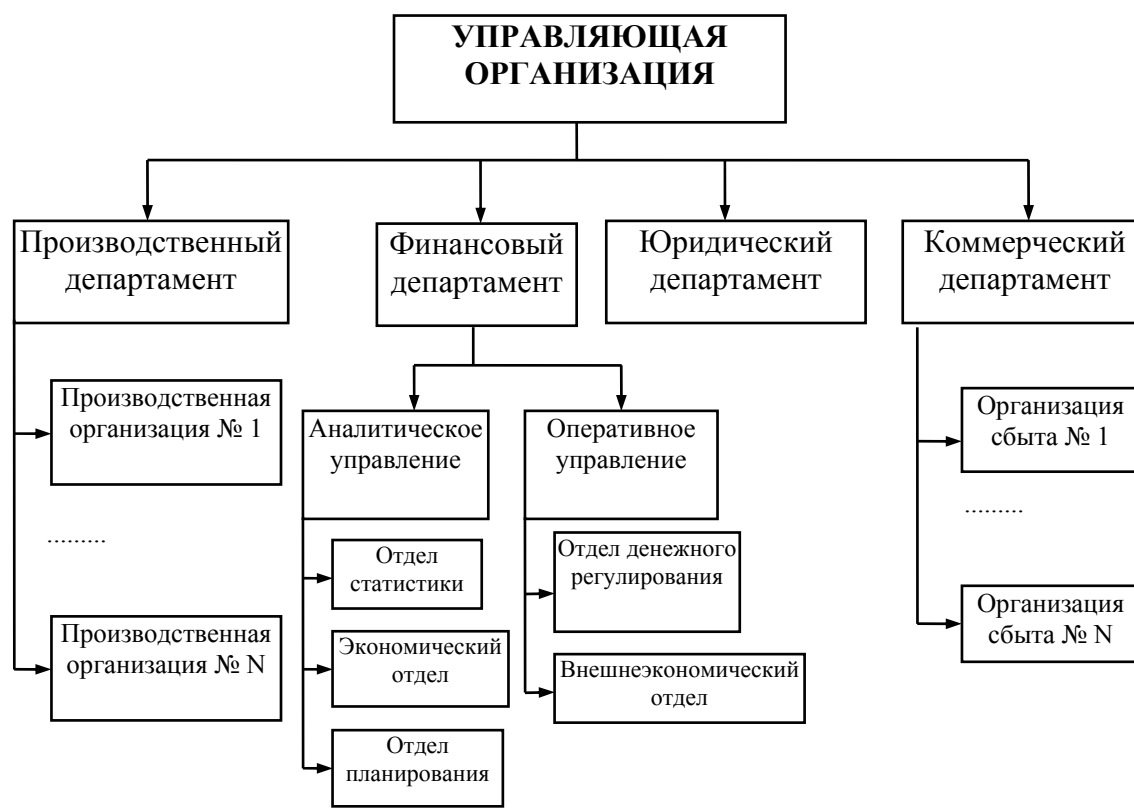 УПРАВЛЯЮЩАЯ
ОРГАНИЗАЦИЯ
Производственный
департамент
Финансовый
департамент
Юридический
департамент
Коммерческий
департамент
Производственная
организация № 1
.........
Производственная
организация № N
Аналитическое
управление
Отдел
статистики
Экономический
отдел
Отдел
планирования
Оперативное
управление
Отдел денежного
регулирования
Внешнеэкономический
отдел
Организация
сбыта № 1
.........
Организация
сбыта № N